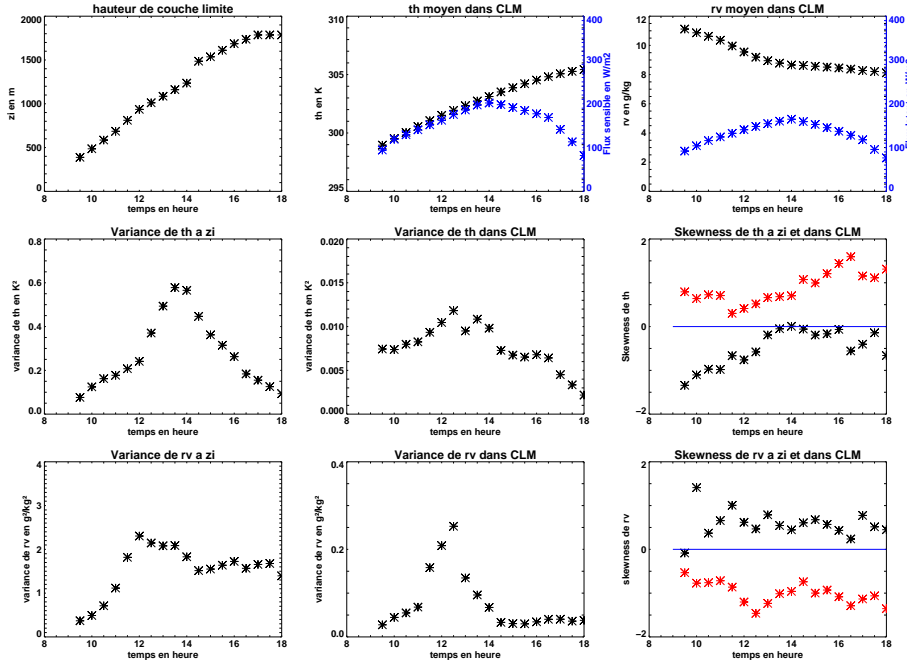 hauteur de couche limite
th moyen dans CLM
rv moyen dans CLM
zi en m
2000
1500
1000
500
0
8 10 12 14 16 18
temps en heure
th en K
310
305
300
295
8 10 12 14 16 18
temps en heure
Flux sensible en W/m2
400
300
200
100
0
rv en g/kg
12
10
8
6
4
2
0
8 10 12 14 16 18
temps en heure
400
300
200
100
0
Variance de th a zi
Variance de th dans CLM
Skewness de th a zi et dans CLM
variance de th en K²
0.8
0.6
0.4
0.2
0.0
8 10 12 14 16 18
temps en heure
variance de th en K²
0.020
0.015
0.010
0.005
0.000
8 10 12 14 16 18
temps en heure
Skewness de th
2
0
−2
8 10 12 14 16 18
temps en heure
Variance de rv a zi
Variance de rv dans CLM
Skewness de rv a zi et dans CLM
variance de rv en g²/kg²
4
3
2
1
0
8 10 12 14 16 18
temps en heure
variance de rv en g²/kg²
0.4
0.2
0.0
8 10 12 14 16 18
temps en heure
skewness de rv
2
0
−2
8 10 12 14 16 18
temps en heure